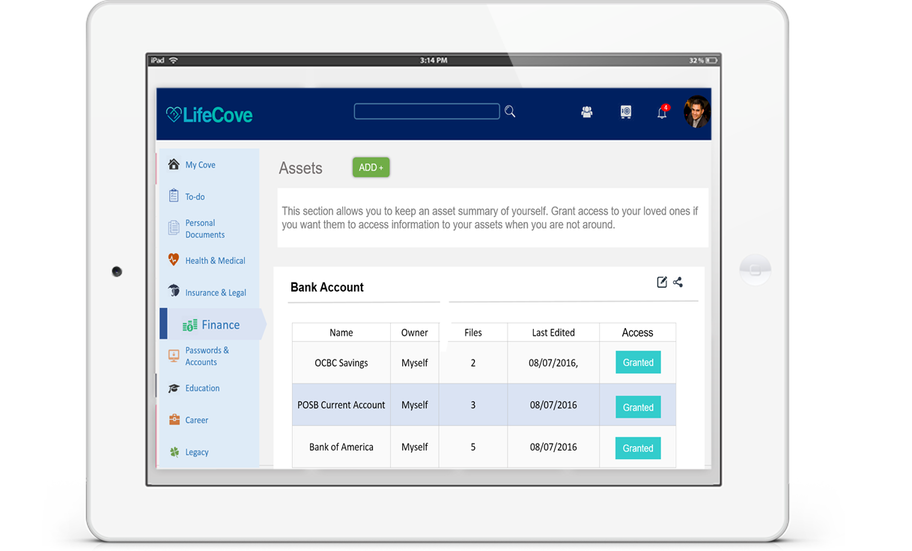 iPad
3:14 PM
32 %
LifeCove
4
My Cove
To-do
Personal
Documents
Health & Medical
Insurance & Legal
Finance
Passwords &
Accounts
Education
Career
Legacy
Assets
ADD +
This section allows you to keep an asset summary of yourself. Grant access to your loved ones if
you want them to access information to your assets when you are not around.
Bank Account
Name Owner Files Last Edited Access
OCBC Savings Myself 2 08/07/2016, Granted
POSB Current Account Myself 3 08/07/2016 Granted
Bank of America Myself 5 08/07/2016 Granted